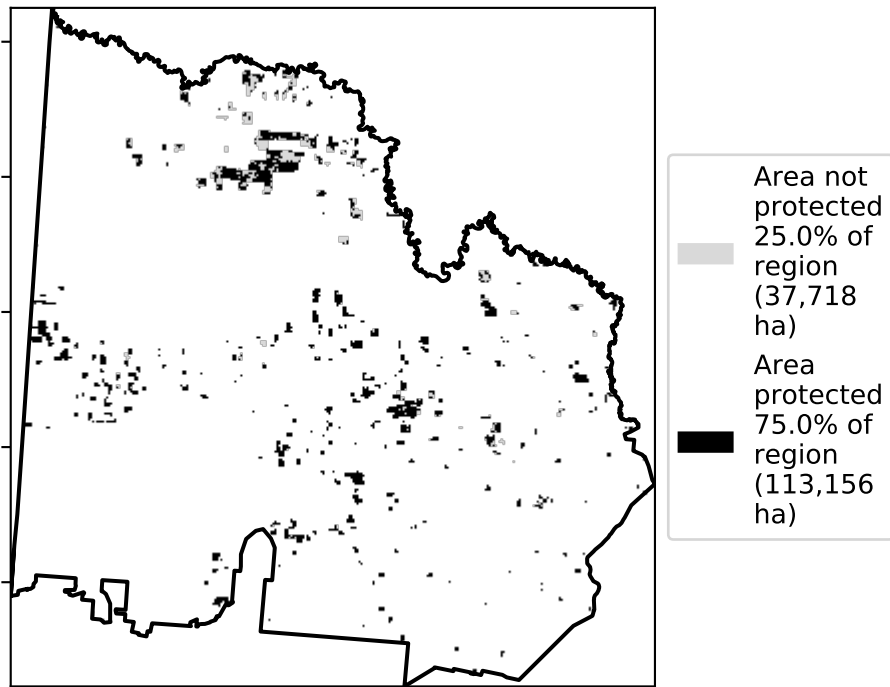 Area not
protected
25.0% of
region
(37,718
ha)
Area
protected
75.0% of
region
(113,156
ha)